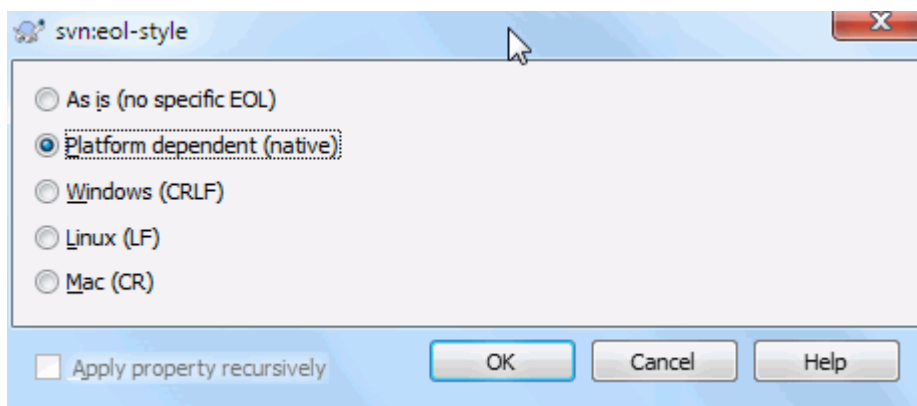 svn:eol-style
As is (no specific EOL)
Platform dependent (native)
Windows (CRLF)
Linux (LF)
Mac (CR)
Apply property recursively
OK
Cancel
Help